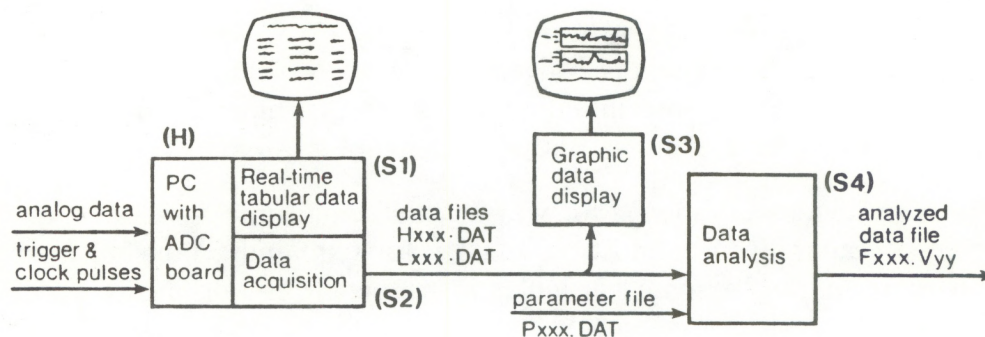 (H)
PC
with
ADC
board
Real-time
tabular data
display
(S1)
Data
acquisition
(S2)
analog data
trigger &
clock pulses
data files
Hxxx·DAT
Lxxx·DAT
Graphic
data
display
(S3)
parameter file
Pxxx.DAT
Data
analysis
(S4)
analyzed
data file
Fxxx.Vyy